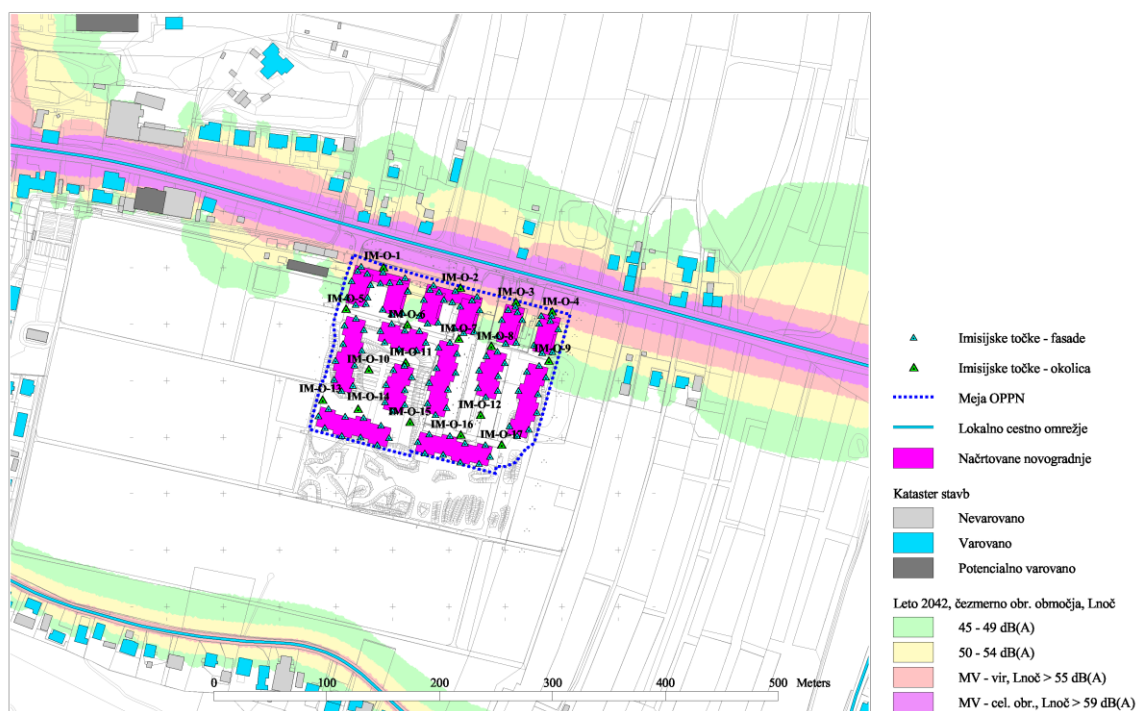 IM-O-1
IM-O-2
IM-O-3
IM-O-4
IM-O-5
IM-O-6
IM-O-7
IM-O-8
IM-O-9
IM-O-11
IM-O-10
IM-O-13
IM-O-14
IM-O-15
IM-O-12
IM-O-16
IM-O-17
0 100 200 300 400 500 Meters
Imisijske točke - fasade
Imisijske točke - okolica
Meja OPPN
Lokalno cestno omrežje
Načrtovane novogradnje
Kataster stavb
Nevarovano
Varovano
Potencialno varovano
Leto 2042, čezmerno obr. območja, Lnoč
45 - 49 dB(A)
50 - 54 dB(A)
MV - vir, Lnoč > 55 dB(A)
MV - cel. obr., Lnoč > 59 dB(A)